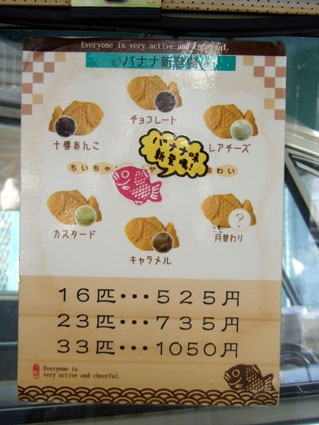 Everyone is very active and cheerful.
バナナ新登場
チョコレート
十勝あんこ
レアチーズ
バナナ味
新登場!
ちいちゃ
わい
カスタード
?
月替わり
キャラメル
16匹・・・525円
23匹・・・735円
33匹・・・1050円
Everyone is
very active and cheerful.